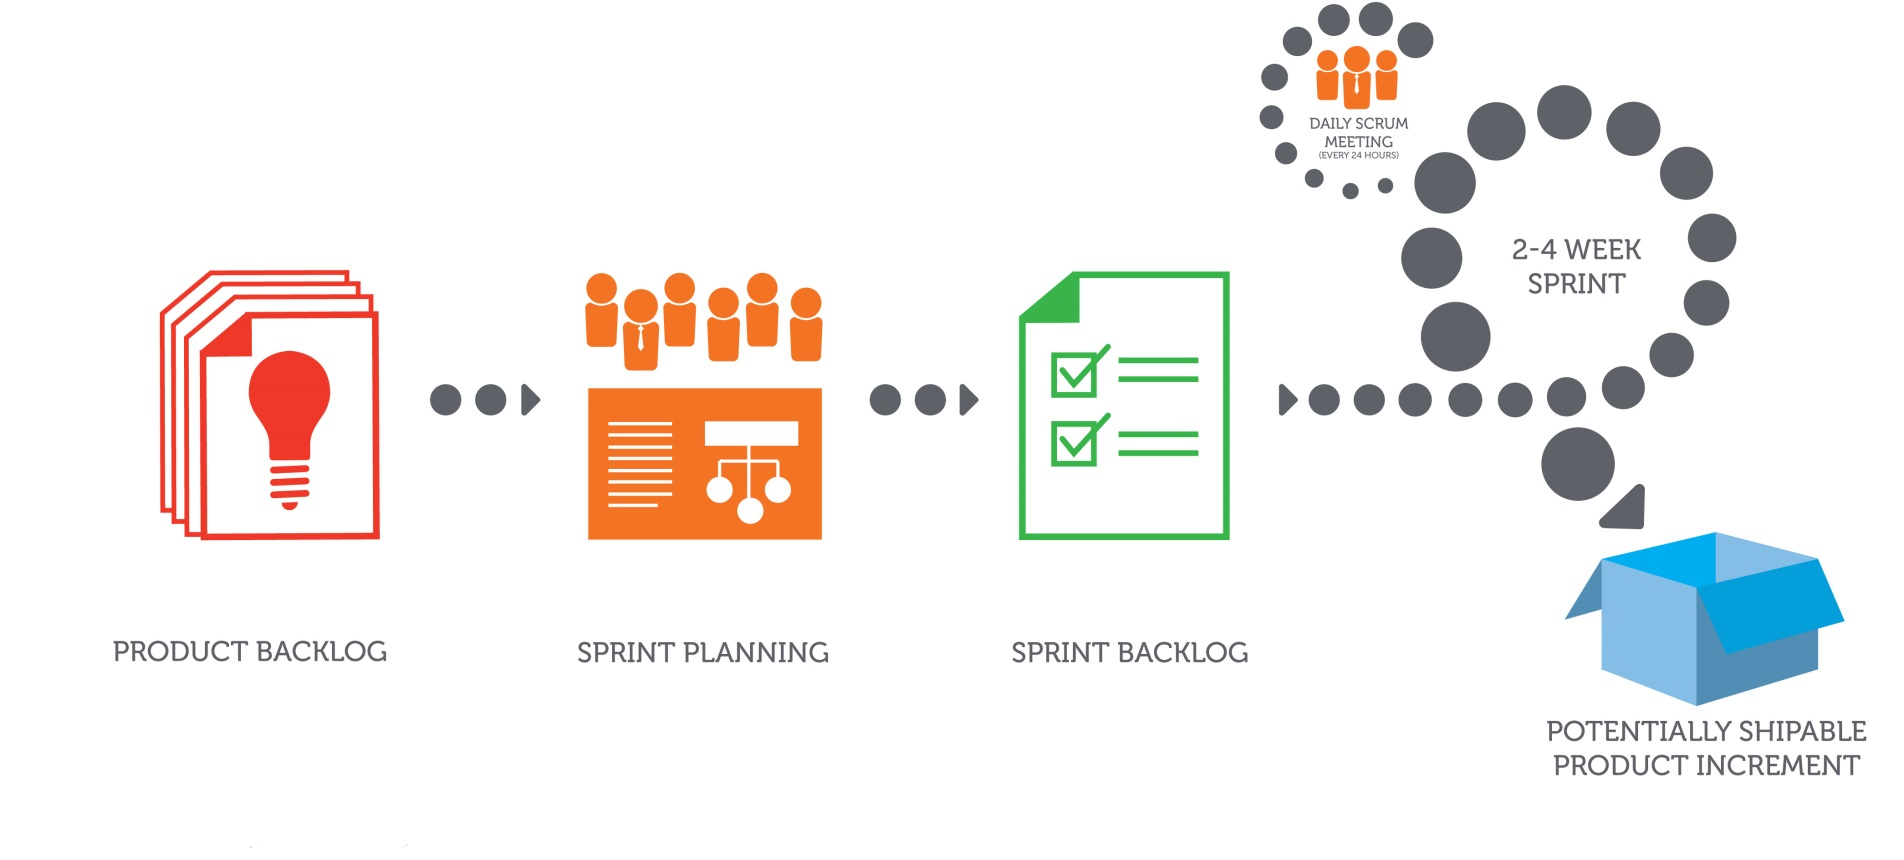 DAILY SCRUM
MEETING
(EVERY 24 HOURS)
2-4 WEEK
SPRINT
PRODUCT BACKLOG
SPRINT PLANNING
SPRINT BACKLOG
POTENTIALLY SHIPABLE
PRODUCT INCREMENT